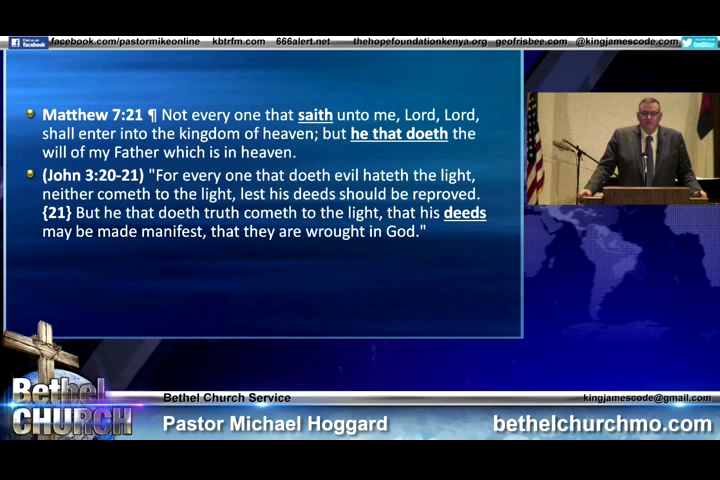 Find us on facebook facebook.com/pastormikeonline kbtrfm.com 666alert.net thehopefoundationkenya.org geofrisbee.com @kingjamescode.com
Matthew 7:21 ¶ Not every one that saith unto me, Lord, Lord,
shall enter into the kingdom of heaven; but he that doeth the
will of my Father which is in heaven.
(John 3:20-21) "For every one that doeth evil hateth the light,
neither cometh to the light, lest his deeds should be reproved.
{21} But he that doeth truth cometh to the light, that his deeds
may be made manifest, that they are wrought in God."
Bethel
CHURCH
Bethel Church Service
kingjamescode@gmail.com
Pastor Michael Hoggard
bethelchurchmo.com